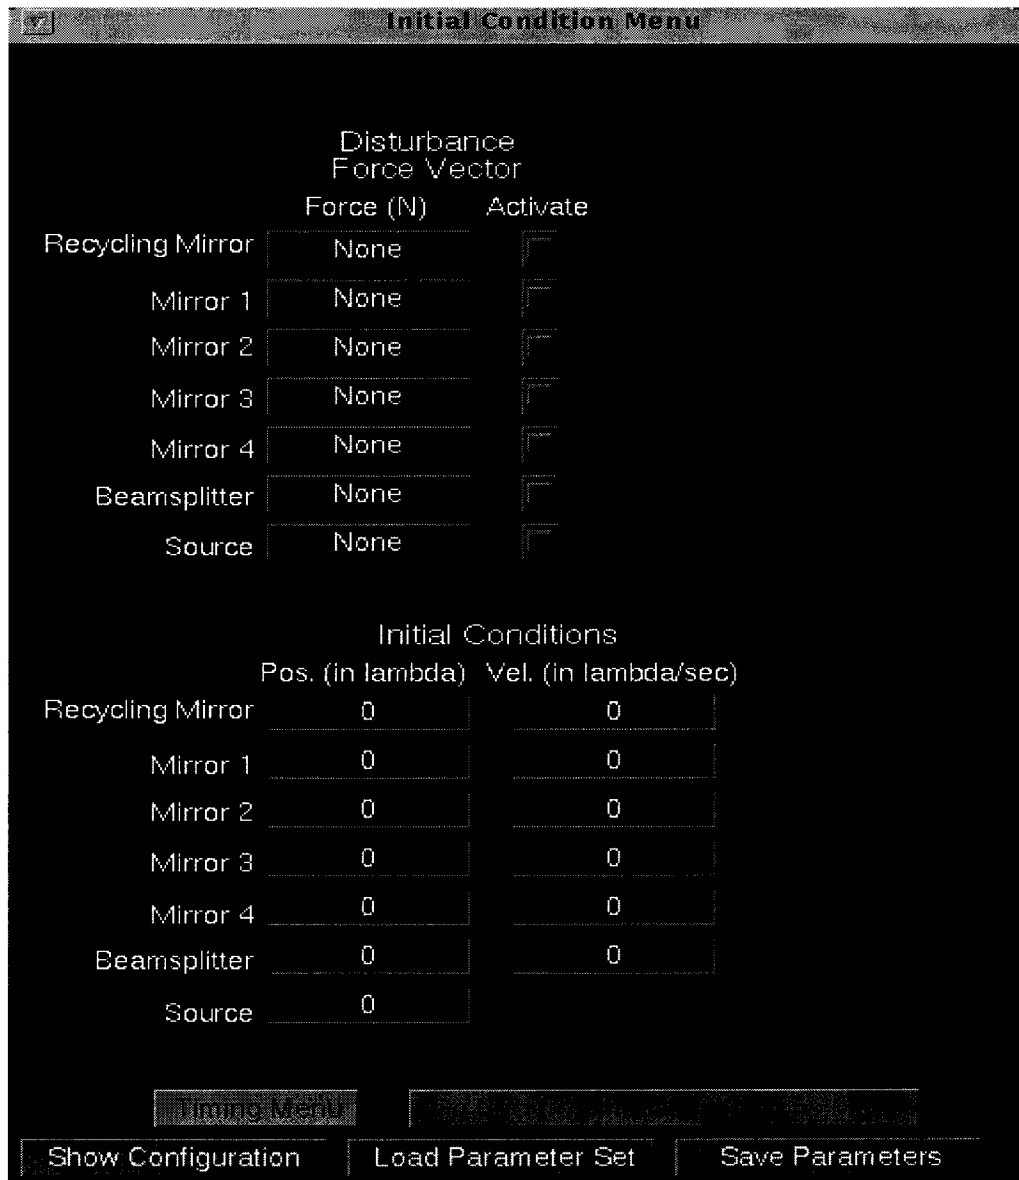 Initial Condition Menu
Disturbance
Force Vector
Force (N) Activate
Recycling Mirror None
Mirror 1 None
Mirror 2 None
Mirror 3 None
Mirror 4 None
Beamsplitter None
Source None
Initial Conditions
Pos. (in lambda) Vel. (in lambda/sec)
Recycling Mirror 0 0
Mirror 1 0 0
Mirror 2 0 0
Mirror 3 0 0
Mirror 4 0 0
Beamsplitter 0 0
Source 0
Timing Menu
Show Configuration Load Parameter Set Save Parameters